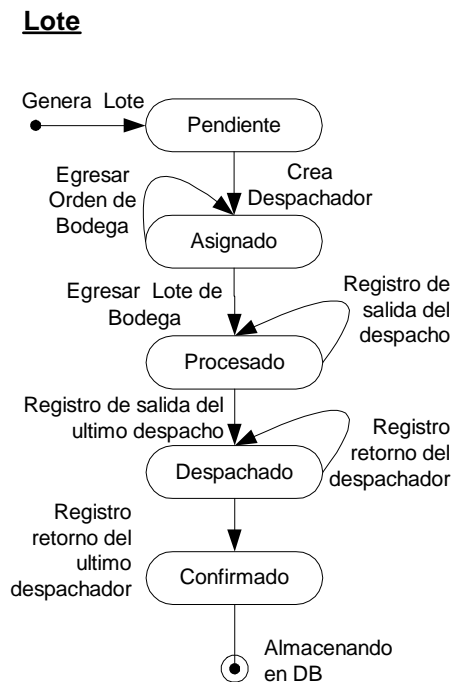 Lote
Genera Lote
Pendiente
Egresar
Orden de
Bodega
Crea
Despachador
Asignado
Egresar Lote de
Bodega
Registro de
salida del
despacho
Procesado
Registro de salida del
ultimo despacho
Registro
retorno del
despachador
Despachado
Registro
retorno del
ultimo
despachador
Confirmado
Almacenando
en DB